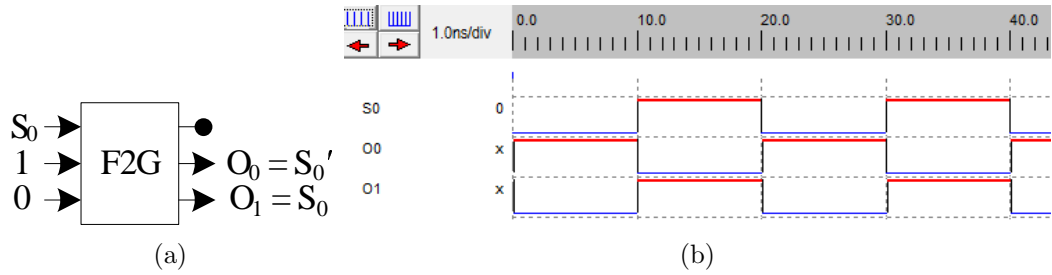 S₀
1
0
F2G
O₀ = S₀′
O₁ = S₀
(a)
1.0ns/div
0.0 10.0 20.0 30.0 40.0
S0 0
O0 x
O1 x
(b)